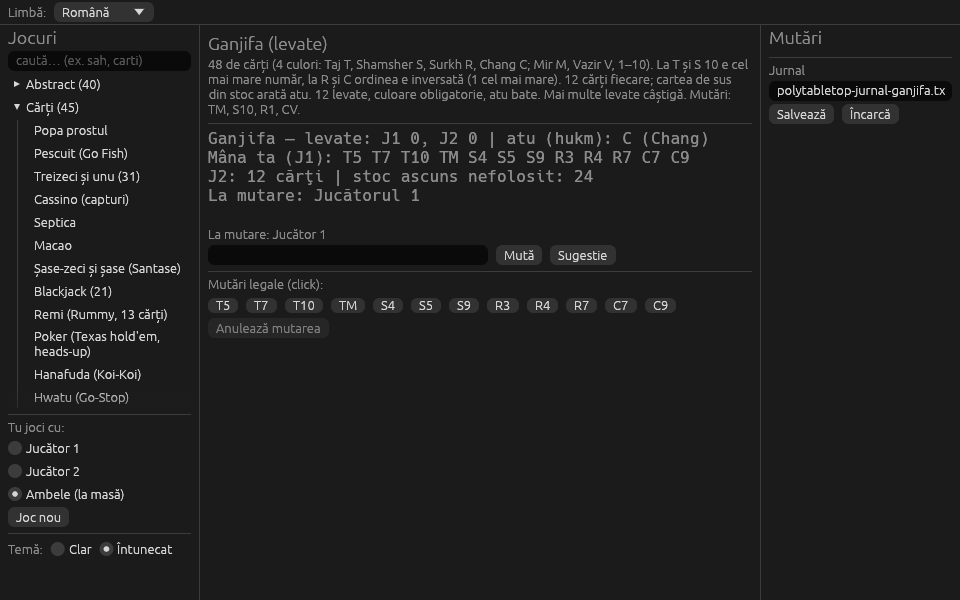 Limbă: Română
Jocuri
caută... (ex. sah, carti)
Abstract (40)
Cărți (45)
Popa prostul
Pescuit (Go Fish)
Treizeci și unu (31)
Cassino (capturi)
Septica
Macao
Șase-zeci și șase (Santase)
Blackjack (21)
Remi (Rummy, 13 cărți)
Poker (Texas hold'em,
heads-up)
Hanafuda (Koi-Koi)
Hwatu (Go-Stop)
Tu joci cu:
Jucător 1
Jucător 2
Ambele (la masă)
Joc nou
Temă: Clar Întunecat
Ganjifa (levate)
48 de cărți (4 culori: Taj T, Shamsher S, Surkh R, Chang C; Mir M, Vazir V, 1–10). La T și S 10 e cel
mai mare număr, la R și C ordinea e inversată (1 cel mai mare). 12 cărți fiecare; cartea de sus
din stoc arată atu. 12 levate, culoare obligatorie, atu bate. Mai multe levate câștigă. Mutări:
TM, S10, R1, CV.
Ganjifa — levate: J1 0, J2 0 | atu (hukm): C (Chang)
Mâna ta (J1): T5 T7 T10 TM S4 S5 S9 R3 R4 R7 C7 C9
J2: 12 cărți | stoc ascuns nefolosit: 24
La mutare: Jucătorul 1
La mutare: Jucător 1
Mută Sugestie
Mutări legale (click):
T5 T7 T10 TM S4 S5 S9 R3 R4 R7 C7 C9
Anulează mutarea
Mutări
Jurnal
polytabletop-jurnal-ganjifa.tx
Salvează Încarcă